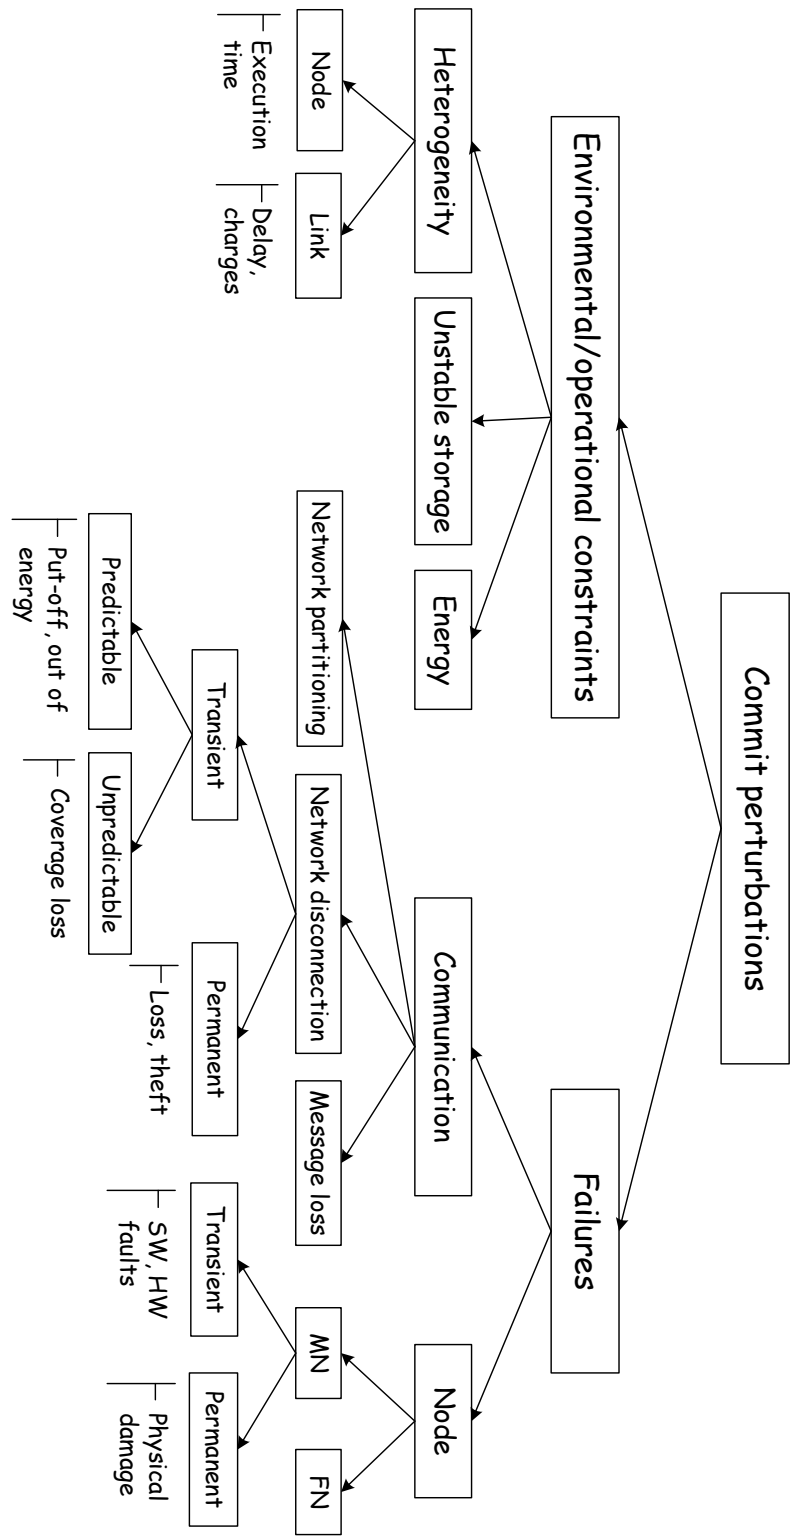 Commit perturbations
Environmental/operational constraints
Failures
Heterogeneity
Unstable storage
Energy
Communication
Node
Node
Link
Network partitioning
Network disconnection
Message loss
MN
FN
Execution
time
Delay,
charges
Transient
Permanent
Transient
Permanent
Loss, theft
SW, HW
faults
Physical
damage
Predictable
Unpredictable
Put-off, out of
energy
Coverage loss